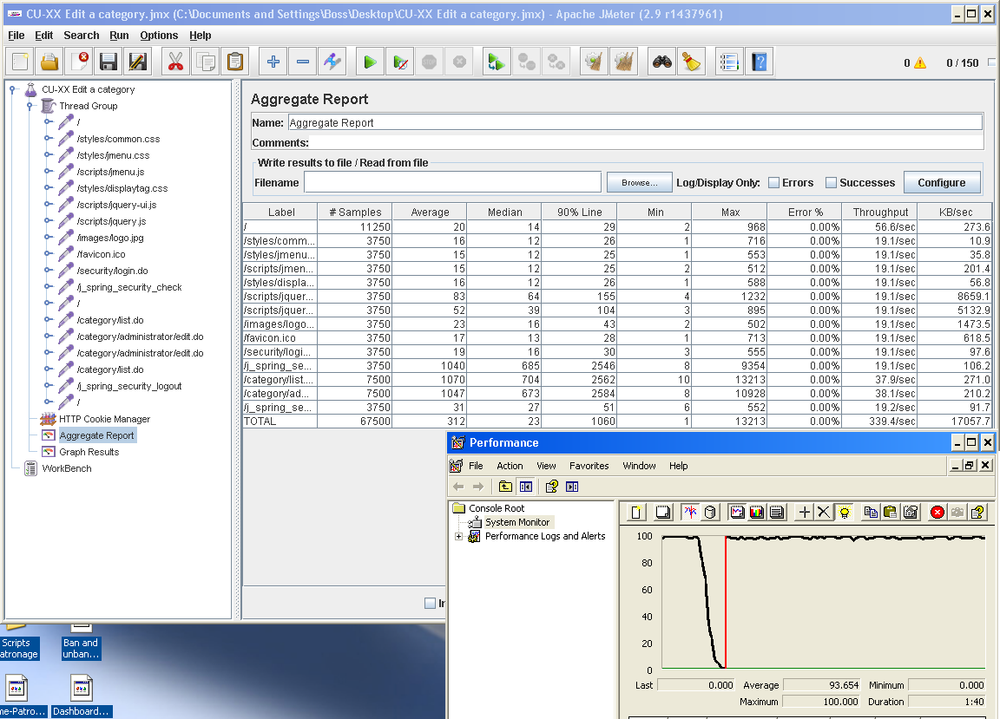 CU-XX Edit a category.jmx (C:\Documents and Settings\Boss\Desktop\CU-XX Edit a category.jmx) - Apache JMeter (2.9 r1437961)
File Edit Search Run Options Help
0 0 / 150
CU-XX Edit a category
Thread Group
/
/styles/common.css
/styles/jmenu.css
/scripts/jmenu.js
/styles/displaytag.css
/scripts/jquery-ui.js
/scripts/jquery.js
/images/logo.jpg
/favicon.ico
/security/login.do
/j_spring_security_check
/
/category/list.do
/category/administrator/edit.do
/category/administrator/edit.do
/category/list.do
/j_spring_security_logout
/
HTTP Cookie Manager
Aggregate Report
Graph Results
WorkBench
Aggregate Report
Name: Aggregate Report
Comments:
Write results to file / Read from file
Filename Browse... Log/Display Only: Errors Successes Configure
Label # Samples Average Median 90% Line Min Max Error % Throughput KB/sec
/ 11250 20 14 29 2 968 0.00% 56.6/sec 273.6
/styles/comm... 3750 16 12 26 1 716 0.00% 19.1/sec 10.9
/styles/jmenu... 3750 15 12 25 1 553 0.00% 19.1/sec 35.8
/scripts/jmen... 3750 15 12 25 2 512 0.00% 19.1/sec 201.4
/styles/displa... 3750 16 12 26 1 588 0.00% 19.1/sec 56.8
/scripts/jquer... 3750 83 64 155 4 1232 0.00% 19.1/sec 8659.1
/scripts/jquer... 3750 52 39 104 3 895 0.00% 19.1/sec 5132.9
/images/logo... 3750 23 16 43 2 502 0.00% 19.1/sec 1473.5
/favicon.ico 3750 17 13 28 1 713 0.00% 19.1/sec 618.5
/security/logi... 3750 19 16 30 3 555 0.00% 19.1/sec 97.6
/j_spring_se... 3750 1040 685 2546 8 9354 0.00% 19.1/sec 106.2
/category/list.... 7500 1070 704 2562 10 13213 0.00% 37.9/sec 271.0
/category/ad... 7500 1047 673 2584 8 10928 0.00% 38.1/sec 210.2
/j_spring_se... 3750 31 27 51 6 552 0.00% 19.2/sec 91.7
TOTAL 67500 312 23 1060 1 13213 0.00% 339.4/sec 17057.7
Performance
File Action View Favorites Window Help
Console Root
System Monitor
Performance Logs and Alerts
100
80
60
40
20
0
Last 0.000 Average 93.654 Minimum 0.000
Maximum 100.000 Duration 1:40
Scripts
atronage
Ban and
unban...
me-Patro...
Dashboard...